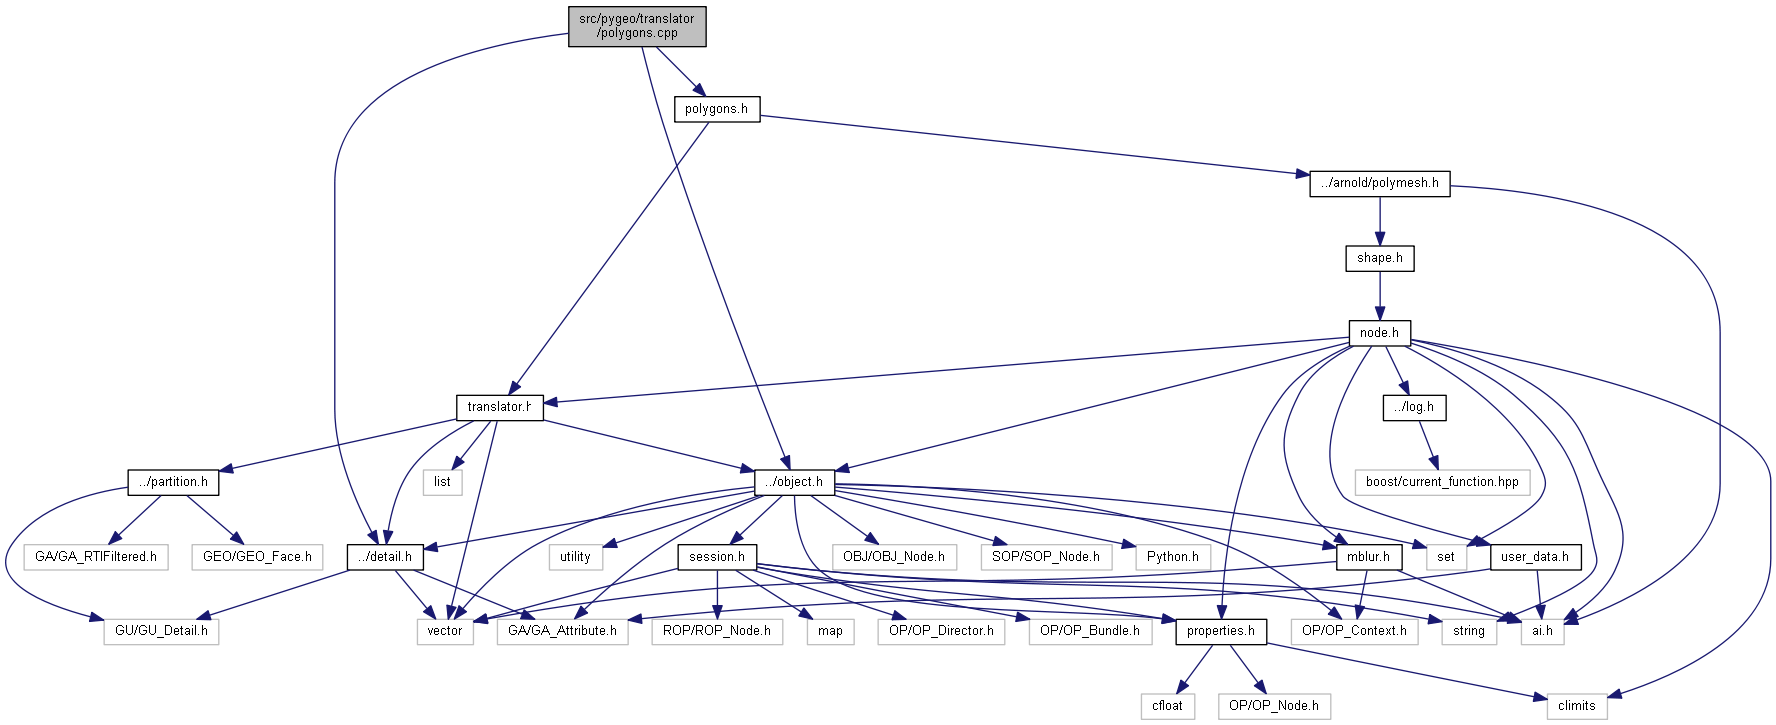 src/pygeo/translator
/polygons.cpp
polygons.h
../arnold/polymesh.h
shape.h
node.h
translator.h
../log.h
../partition.h
list
../object.h
boost/current_function.hpp
GA/GA_RTIFiltered.h
GEO/GEO_Face.h
../detail.h
utility
session.h
OBJ/OBJ_Node.h
SOP/SOP_Node.h
Python.h
mblur.h
set
user_data.h
GU/GU_Detail.h
vector
GA/GA_Attribute.h
ROP/ROP_Node.h
map
OP/OP_Director.h
OP/OP_Bundle.h
properties.h
OP/OP_Context.h
string
ai.h
cfloat
OP/OP_Node.h
climits